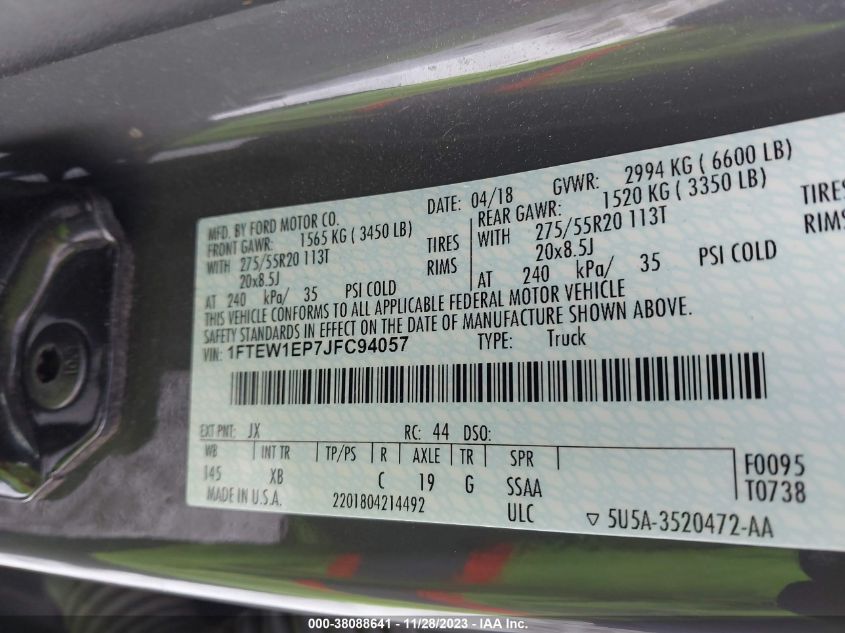 MFD. BY FORD MOTOR CO. DATE: 04/18 GVWR: 2994 KG ( 6600 LB)
FRONT GAWR: 1565 KG ( 3450 LB) REAR GAWR: 1520 KG ( 3350 LB)
WITH 275/55R20 113T TIRES WITH 275/55R20 113T TIRES
20x8.5J RIMS 20x8.5J RIMS
AT 240 kPa/ 35 PSI COLD AT 240 kPa/ 35 PSI COLD
THIS VEHICLE CONFORMS TO ALL APPLICABLE FEDERAL MOTOR VEHICLE
SAFETY STANDARDS IN EFFECT ON THE DATE OF MANUFACTURE SHOWN ABOVE.
VIN: 1FTEW1EP7JFC94057 TYPE: Truck
EXT PNT: JX RC: 44 DSO:
WB INT TR TP/PS R AXLE TR SPR
145 XB C 19 G SSAA
F0095
T0738
MADE IN U.S.A. 2201804214492 ULC ▽ 5U5A-3520472-AA
000-38088641 - 11/28/2023 - IAA Inc.